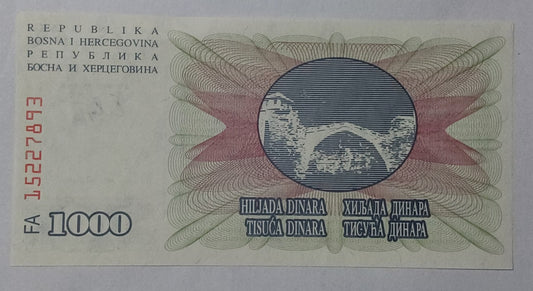 REPUBLIKA
BOSNA I HERCEGOVINA
РЕПУБЛИКА
БОСНА И ХЕРЦЕГОВИНА
FA 15227893
1000
HILJADA DINARA ХИЉАДА ДИНАРА
TISUĆA DINARA ТИСУЋА ДИНАРА